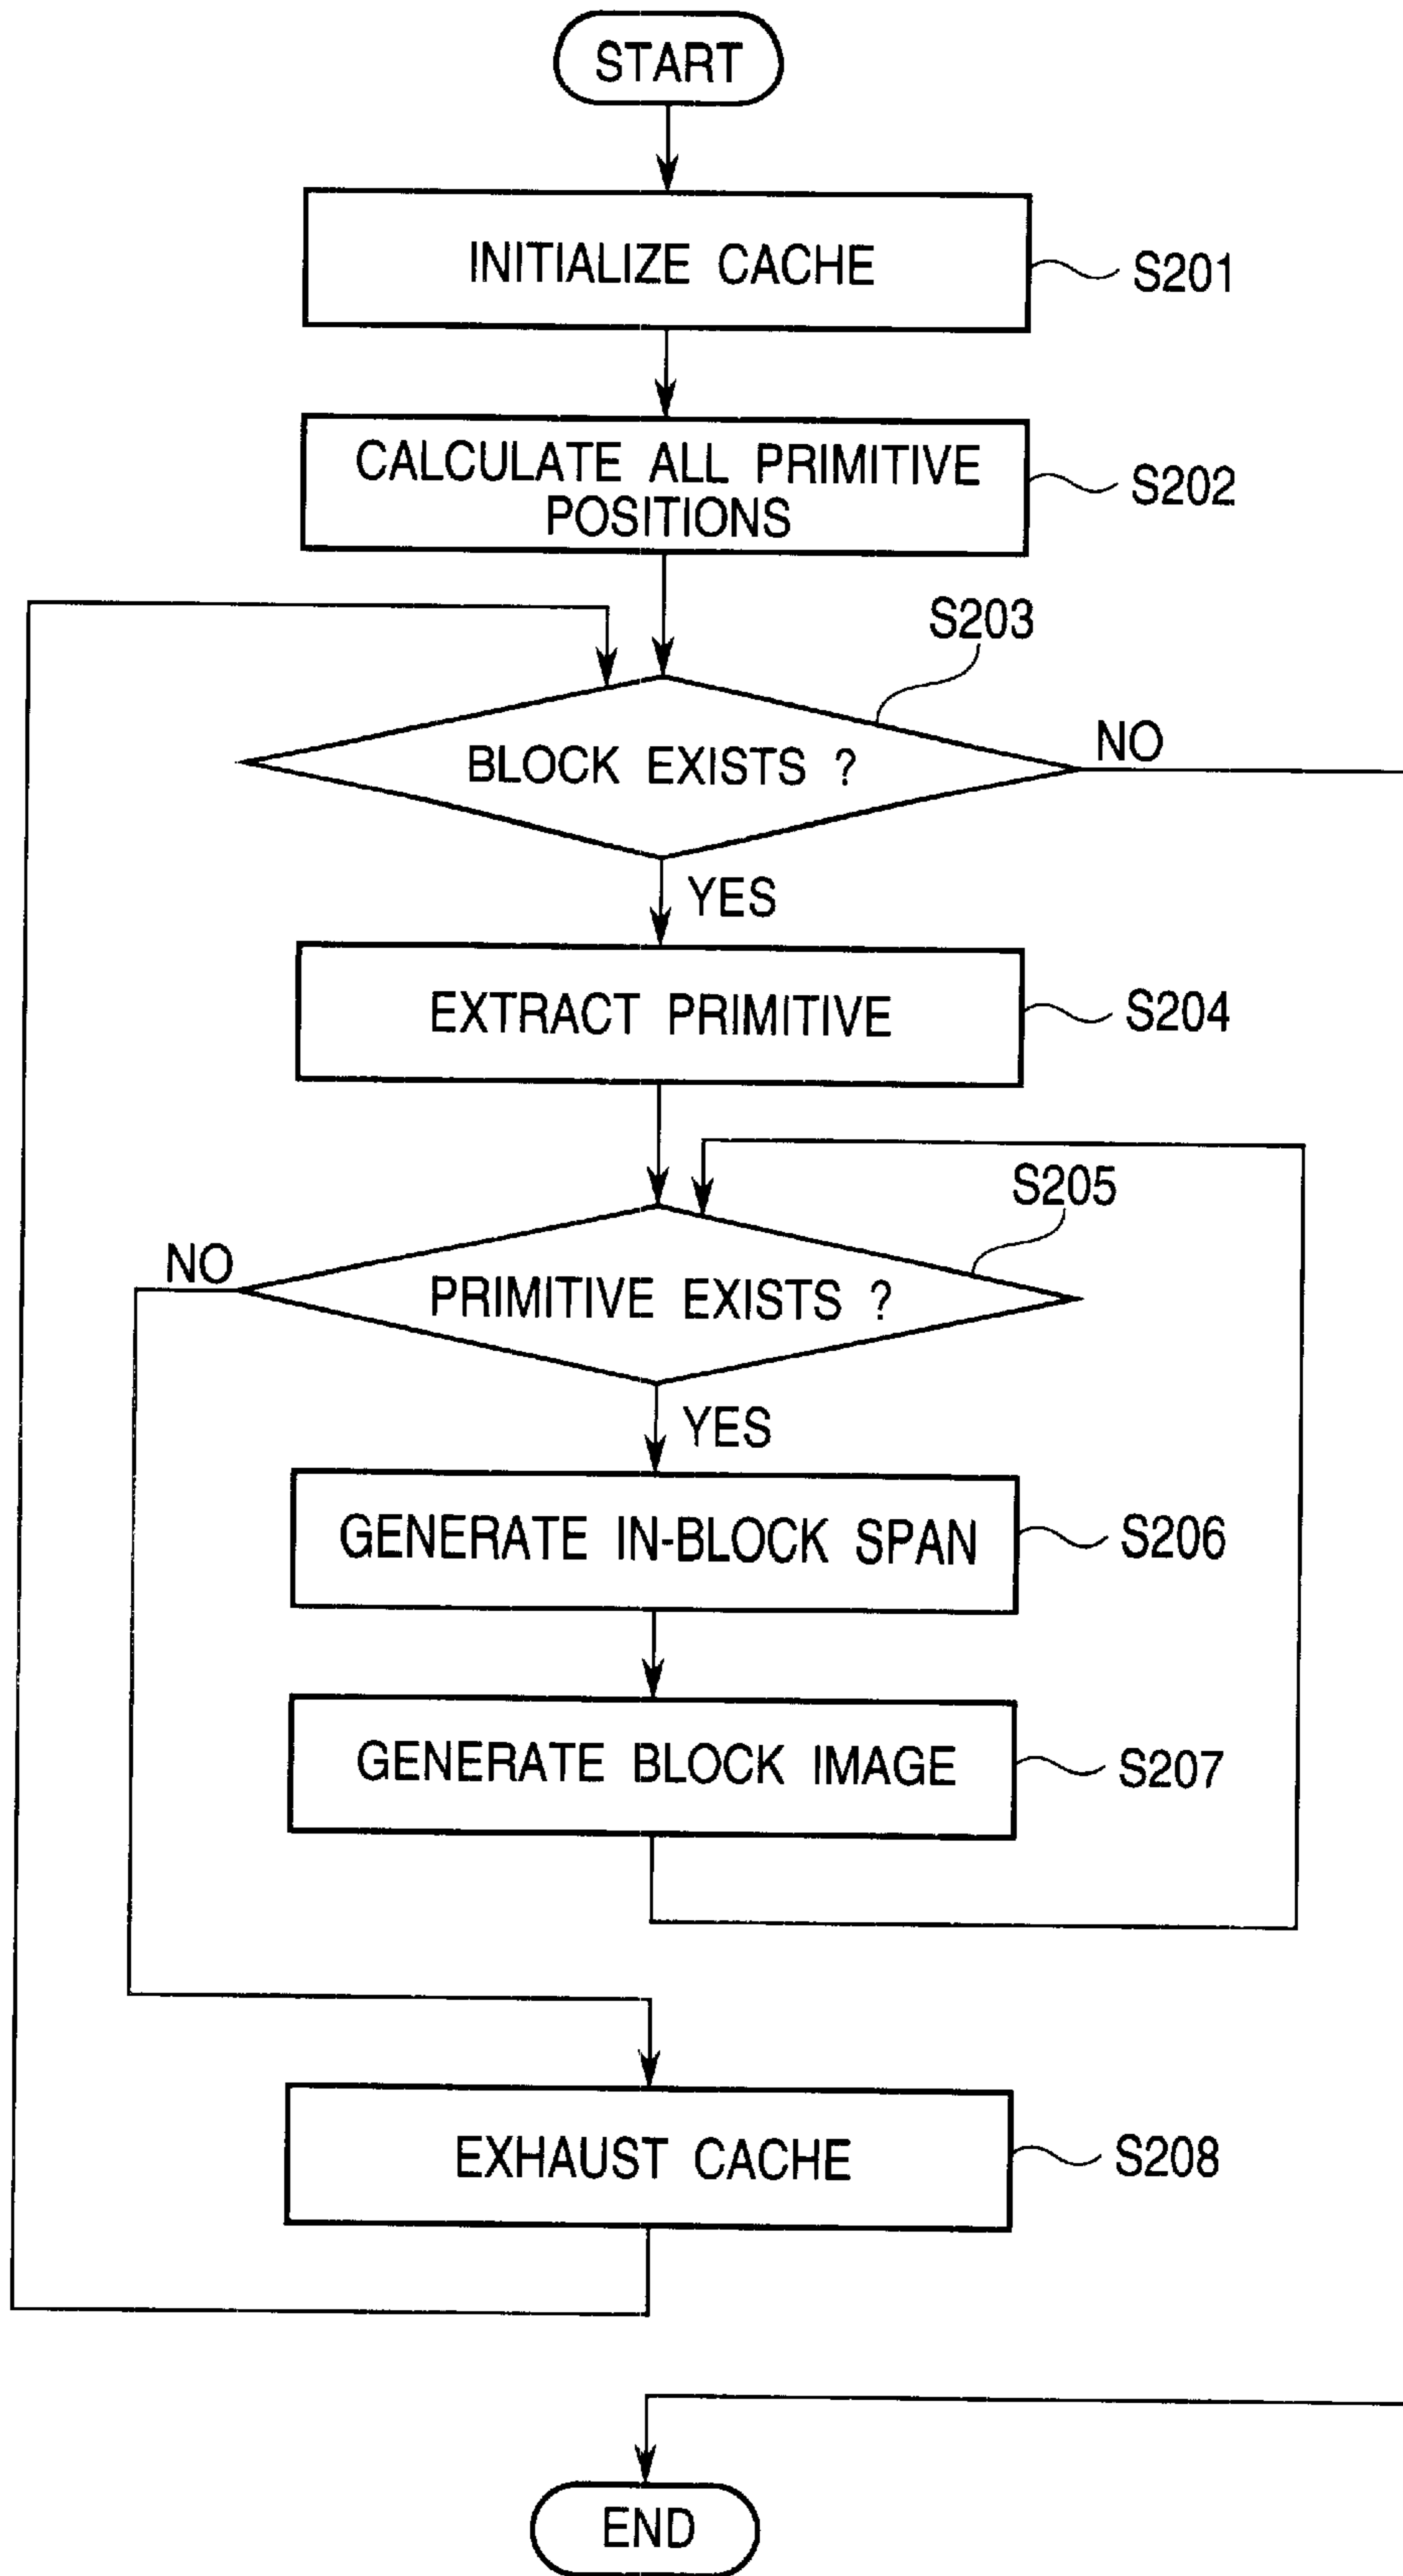 START
INITIALIZE CACHE
S201
CALCULATE ALL PRIMITIVE
POSITIONS
S202
S203
BLOCK EXISTS ?
NO
YES
EXTRACT PRIMITIVE
S204
S205
NO
PRIMITIVE EXISTS ?
YES
GENERATE IN-BLOCK SPAN
S206
GENERATE BLOCK IMAGE
S207
EXHAUST CACHE
S208
END